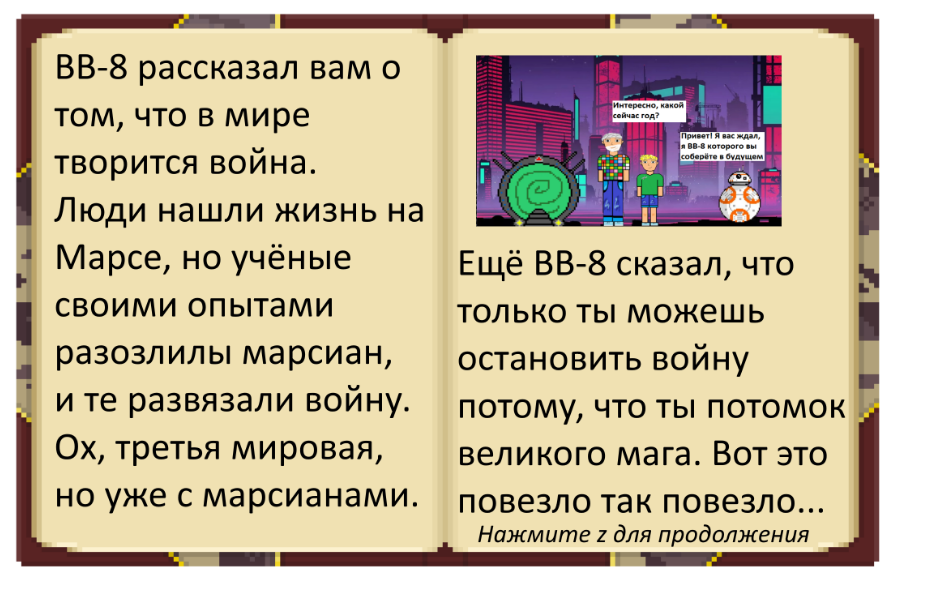 BB-8 рассказал вам о
том, что в мире
творится война.
Люди нашли жизнь на
Марсе, но учёные
своими опытами
разозлилы марсиан,
и те развязали войну.
Ох, третья мировая,
но уже с марсианами.
Интересно, какой
сейчас год?
Привет! Я вас ждал,
я BB-8 которого вы
соберёте в будущем
Ещё BB-8 сказал, что
только ты можешь
остановить войну
потому, что ты потомок
великого мага. Вот это
повезло так повезло...
Нажмите z для продолжения